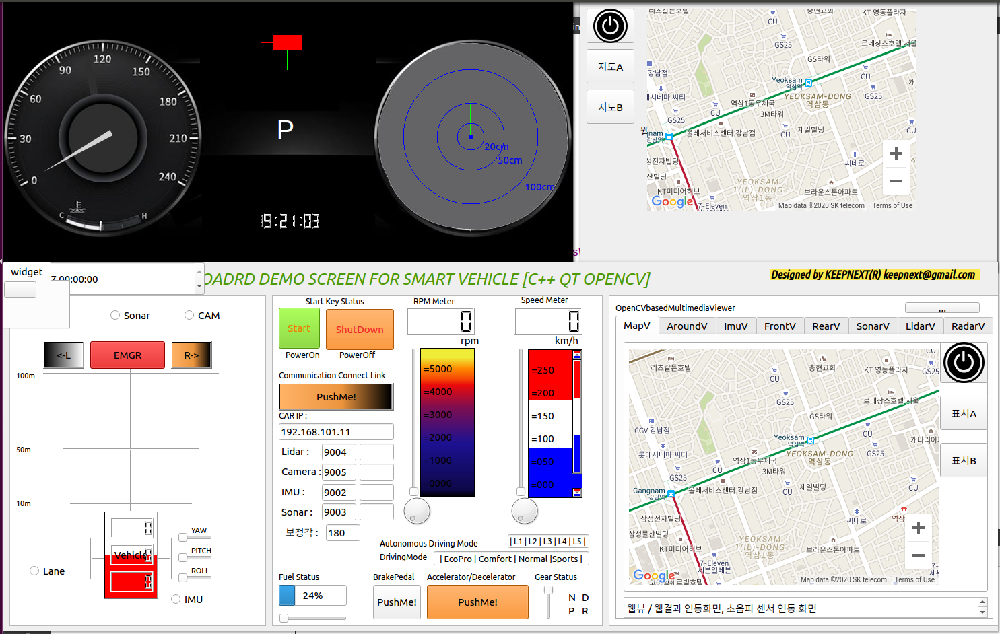 0
30
60
90
120
150
180
210
240
C
H
P
19:21:03
20cm
50cm
100cm
in
s\
지도A
지도B
웹
리츠칼튼호텔
충현교회
KT 영동플라자
CU
GS25
르네상스호텔 서울
GS타워
강남점
Yeoksam
역삼역
CU
GS25
YEOKSAM-DONG
역삼동
시네마 씨티
역삼1동우체국
CU
3M타워
GS25
올레서비스센터 강남점
제일빌딩
CU
nam
강남역
성전자빌딩
씨네로
산빌딩
KT미디어허브
YEOKSAM
1(IL)-DONG
역삼1동
브라운스톤아파트
7-Eleven
Google
Map data ©2020 SK telecom
Terms of Use
widget
7 00:00:00
OADRD DEMO SCREEN FOR SMART VEHICLE [C++ QT OPENCV]
Designed by KEEPNEXT(R) keepnext@gmail.com
Sonar
CAM
<-L
EMGR
R->
100m
50m
10m
0
Vehicle
0
0
YAW
PITCH
ROLL
Lane
IMU
Start Key Status
Start
ShutDown
PowerOn
PowerOff
Communication Connect Link
PushMe!
CAR IP :
192.168.101.11
Lidar :
9004
Camera :
9005
IMU :
9002
Sonar :
9003
보정각 :
180
RPM Meter
0
rpm
=5000
=4000
=3000
=2000
=1000
=0000
Speed Meter
0
km/h
=250
=200
=150
=100
=050
=000
Autonomous Driving Mode
| L1 | L2 | L3 | L4 | L5 |
DrivingMode
| EcoPro | Comfort | Normal |Sports |
Fuel Status
24%
BrakePedal
PushMe!
Accelerator/Decelerator
PushMe!
Gear Status
N D
P R
OpenCVbasedMultimediaViewer
...
MapV
AroundV
ImuV
FrontV
RearV
SonarV
LidarV
RadarV
리츠칼튼호텔
충현교회
KT 영동플라자
CU
GS25
CU
GS25
르네상스호텔 서울
GS타워
CGV 강남점
Yeoksam
역삼역
CU
개나리아
GS25
롯데시네마 씨티
YEOKSAM-DONG
역삼동
역삼1동우체국
CU
3M타워
GS25
올레서비스센터 강남점
제일빌딩
CU
CU
Gangnam
강남역
삼성전자빌딩
씨네로
역삼
삼성물산빌딩
KT미디어허브
YEOKSAM
1(IL)-DONG
역삼1동
브라운스톤아파트
7-Eleven
세븐일레븐
Google
Map data ©2020 SK telecom
Terms of Use
표시A
표시B
웹뷰 / 웹결과 연동화면, 초음파 센서 연동 화면